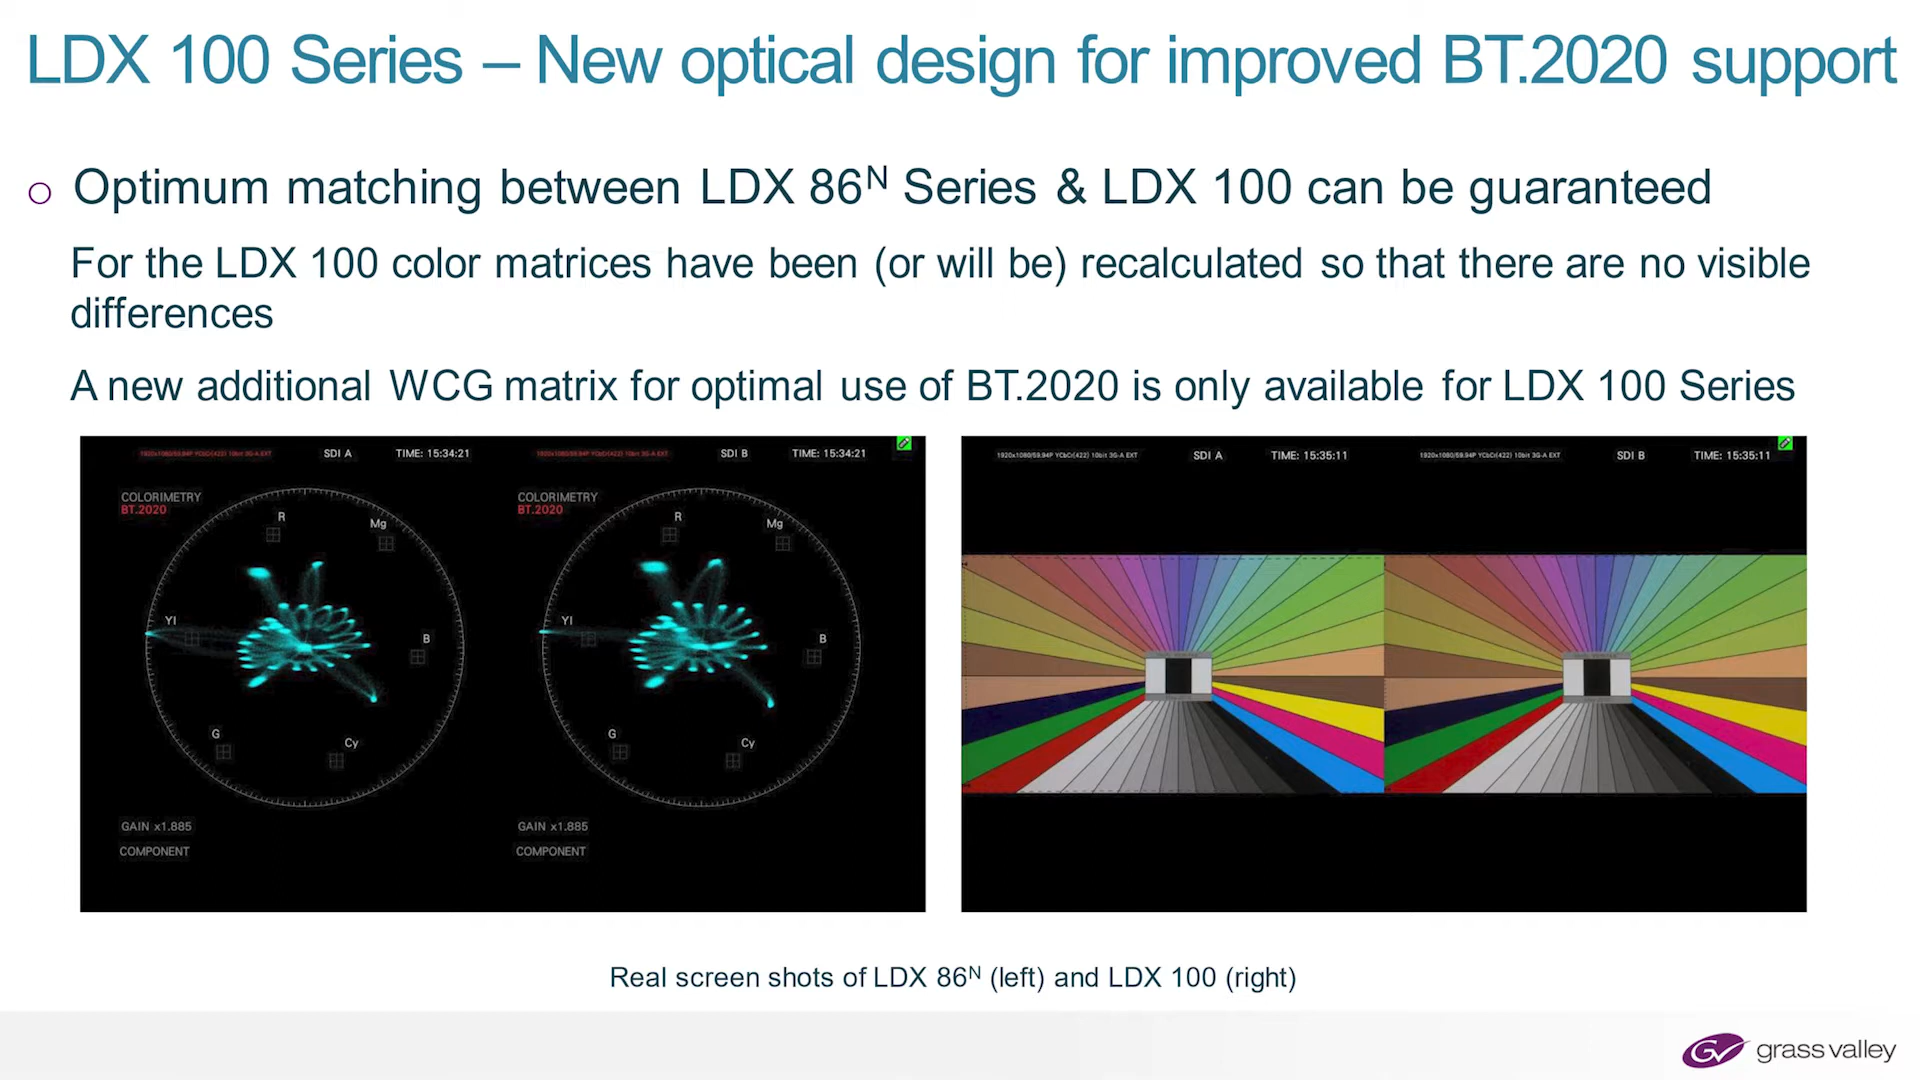 LDX 100 Series – New optical design for improved BT.2020 support
Optimum matching between LDX 86ᴺ Series & LDX 100 can be guaranteed
For the LDX 100 color matrices have been (or will be) recalculated so that there are no visible
differences
A new additional WCG matrix for optimal use of BT.2020 is only available for LDX 100 Series
1920x1080/59.94P YCbCr(422) 10bit 3G-A EXT SDI A TIME: 15:34:21
COLORIMETRY
BT.2020
R
Mg
Yl
B
G
Cy
GAIN x1.885
COMPONENT
1920x1080/59.94P YCbCr(422) 10bit 3G-A EXT SDI B TIME: 15:34:21
COLORIMETRY
BT.2020
R
Mg
Yl
B
G
Cy
GAIN x1.885
COMPONENT
1920x1080/59.94P YCbCr(422) 10bit 3G-A EXT SDI A TIME: 15:35:11
1920x1080/59.94P YCbCr(422) 10bit 3G-A EXT SDI B TIME: 15:35:11
Real screen shots of LDX 86ᴺ (left) and LDX 100 (right)
GV grass valley